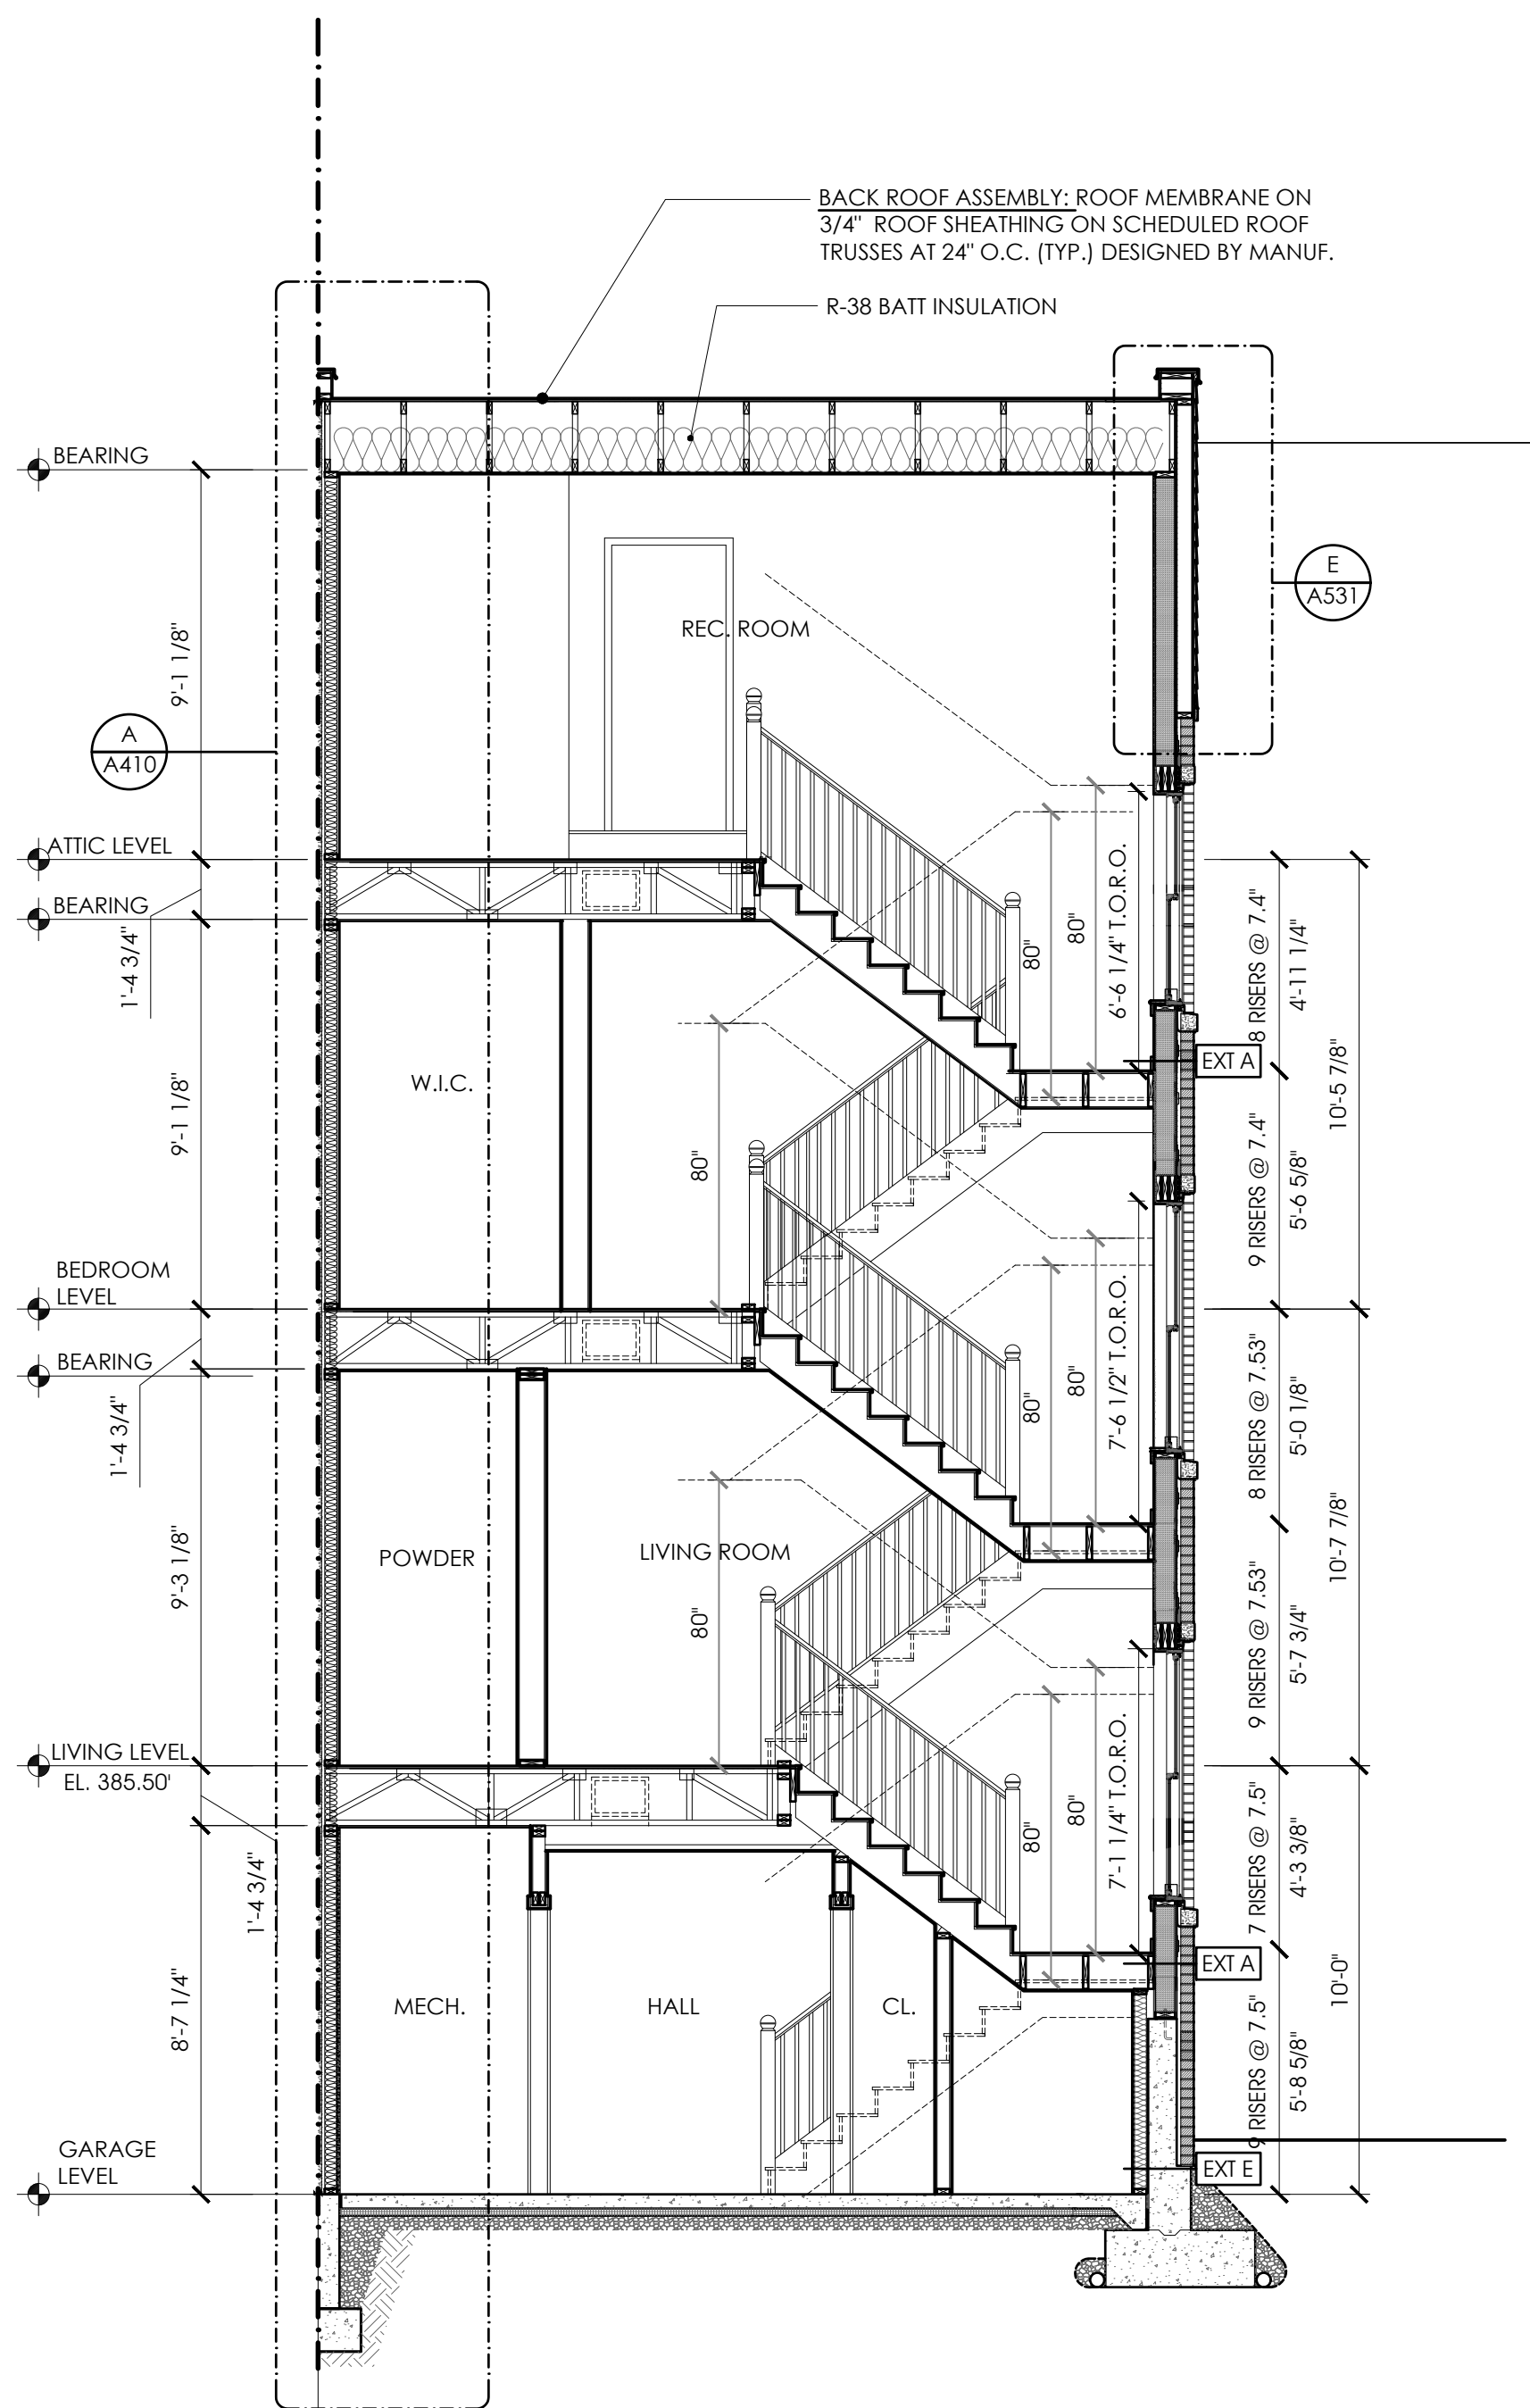 BACK ROOF ASSEMBLY: ROOF MEMBRANE ON
3/4" ROOF SHEATHING ON SCHEDULED ROOF
TRUSSES AT 24" O.C. (TYP.) DESIGNED BY MANUF.
R-38 BATT INSULATION
BEARING
E
A531
REC. ROOM
9'-1 1/8"
A
A410
ATTIC LEVEL
BEARING
1'-4 3/4"
80"
80"
6'-6 1/4" T.O.R.O.
8 RISERS @ 7.4"
4'-11 1/4"
EXT A
10'-5 7/8"
W.I.C.
9'-1 1/8"
80"
9 RISERS @ 7.4"
5'-6 5/8"
BEDROOM
LEVEL
BEARING
1'-4 3/4"
80"
80"
7'-6 1/2" T.O.R.O.
8 RISERS @ 7.53"
5'-0 1/8"
10'-7 7/8"
POWDER
LIVING ROOM
9'-3 1/8"
80"
9 RISERS @ 7.53"
5'-7 3/4"
LIVING LEVEL
EL. 385.50'
1'-4 3/4"
80"
80"
7'-1 1/4" T.O.R.O.
7 RISERS @ 7.5"
4'-3 3/8"
EXT A
10'-0"
MECH.
HALL
CL.
8'-7 1/4"
9 RISERS @ 7.5"
5'-8 5/8"
GARAGE
LEVEL
EXT E